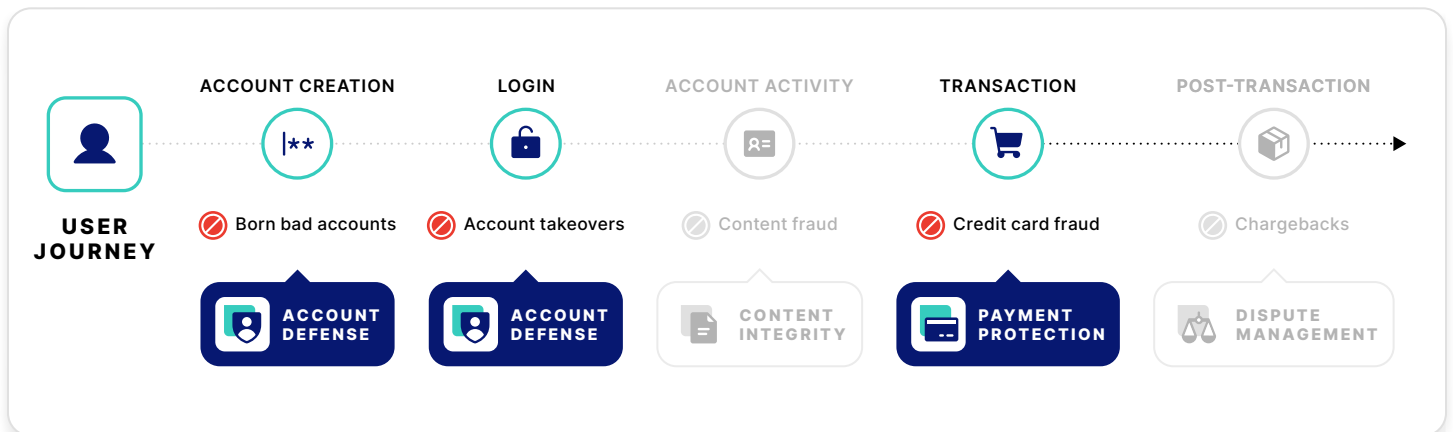 ACCOUNT CREATION
LOGIN
ACCOUNT ACTIVITY
TRANSACTION
POST-TRANSACTION
|**
USER
JOURNEY
Born bad accounts
Account takeovers
Content fraud
Credit card fraud
Chargebacks
ACCOUNT
DEFENSE
ACCOUNT
DEFENSE
CONTENT
INTEGRITY
PAYMENT
PROTECTION
DISPUTE
MANAGEMENT